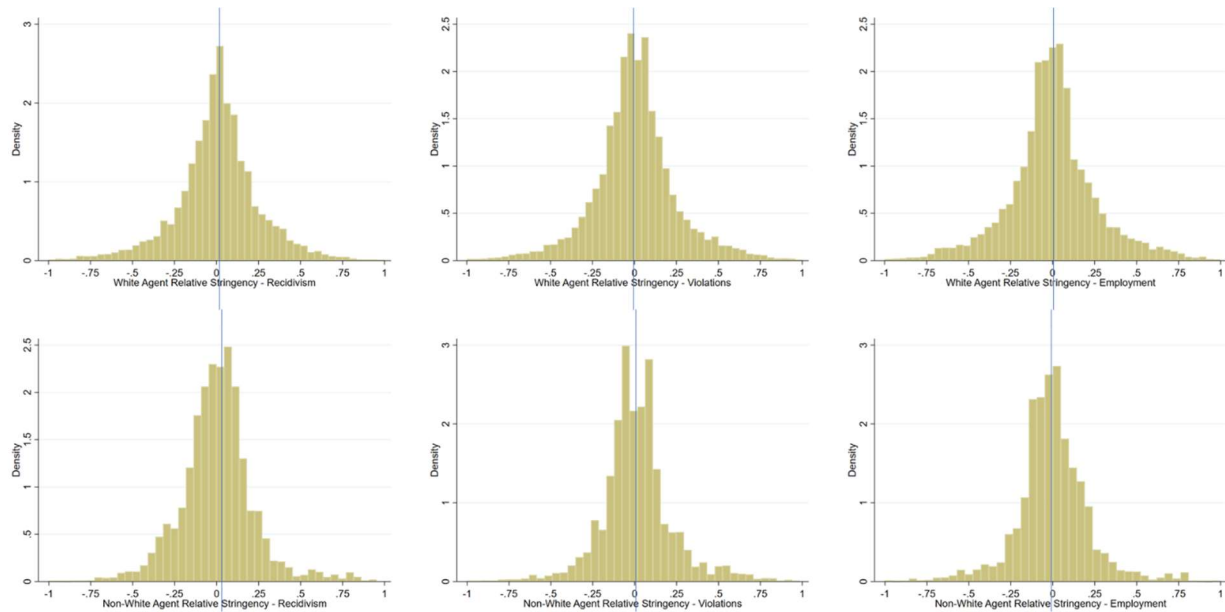 3
2
1
0
Density
-1 -.75 -.5 -.25 0 .25 .5 .75 1
White Agent Relative Stringency - Recidivism
2.5
2
1.5
1
.5
0
Density
-1 -.75 -.5 -.25 0 .25 .5 .75 1
White Agent Relative Stringency - Violations
2.5
2
1.5
1
.5
0
Density
-1 -.75 -.5 -.25 0 .25 .5 .75 1
White Agent Relative Stringency - Employment
2.5
2
1.5
1
.5
0
Density
-1 -.75 -.5 -.25 0 .25 .5 .75 1
Non-White Agent Relative Stringency - Recidivism
3
2
1
0
Density
-1 -.75 -.5 -.25 0 .25 .5 .75 1
Non-White Agent Relative Stringency - Violations
3
2
1
0
Density
-1 -.75 -.5 -.25 0 .25 .5 .75 1
Non-White Agent Relative Stringency - Employment